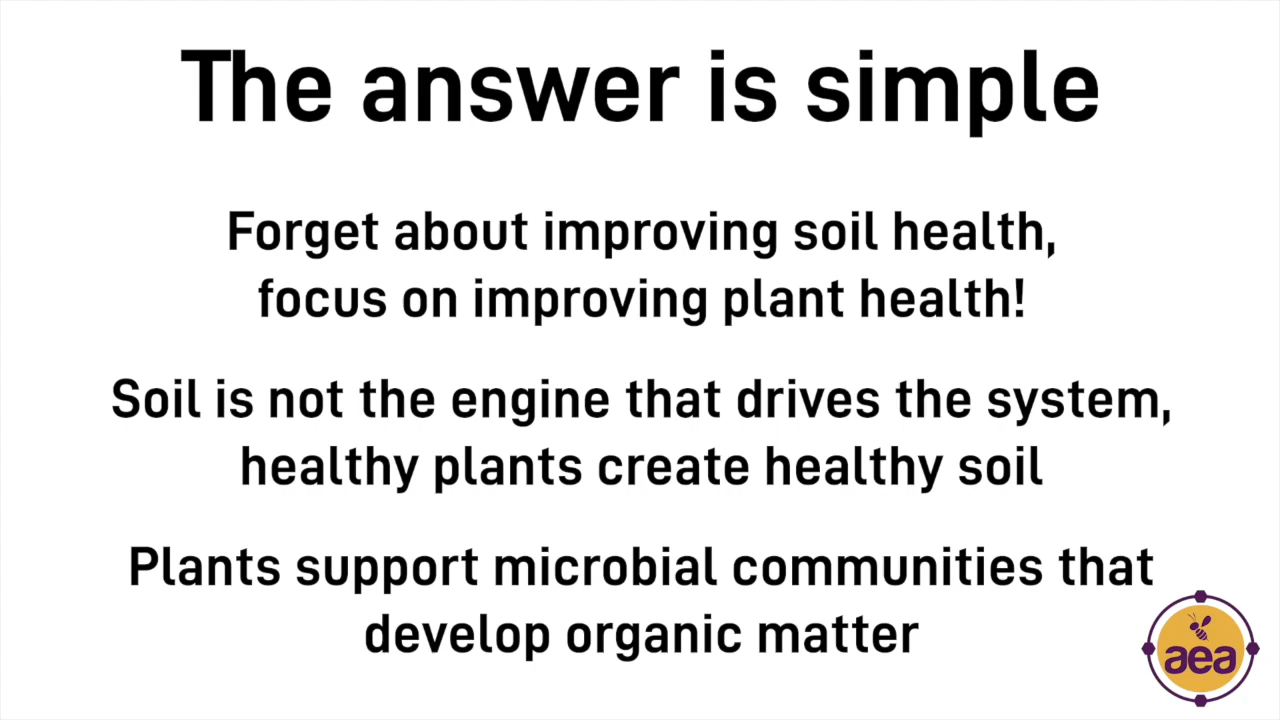 The answer is simple
Forget about improving soil health,
focus on improving plant health!
Soil is not the engine that drives the system,
healthy plants create healthy soil
Plants support microbial communities that
develop organic matter
aea